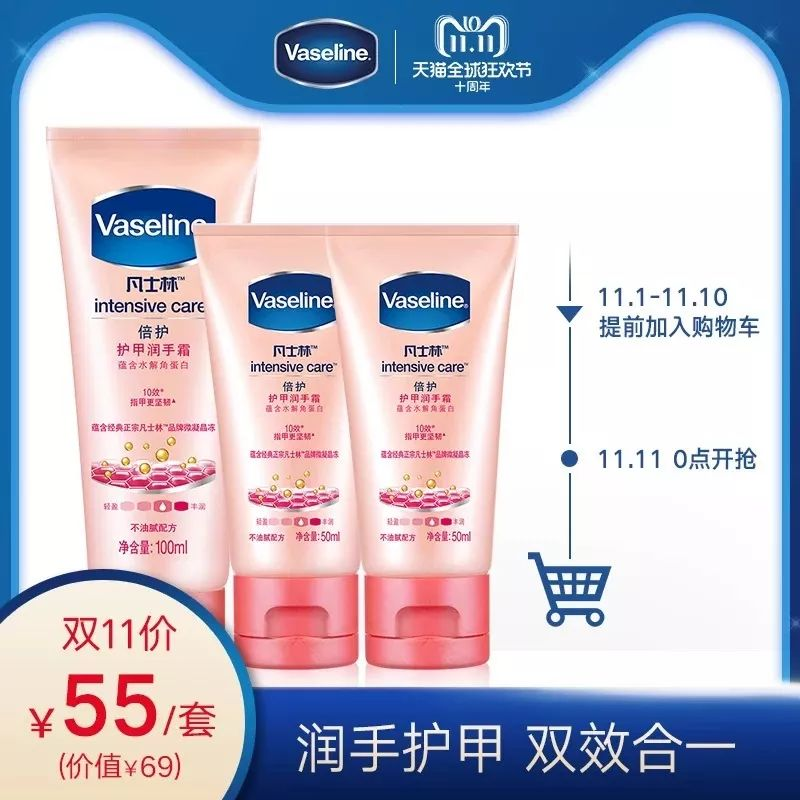 Vaseline®
11.11
天猫全球狂欢节
十周年
Vaseline
凡士林™
intensive care
倍护
护甲润手霜
蕴含水解角蛋白
10效*
指甲更坚韧▲
蕴含经典正宗凡士林™品牌微凝晶冻
轻盈 丰润
不油腻配方
净含量:100ml
Vaseline
凡士林™
intensive care™
倍护
护甲润手霜
蕴含水解角蛋白
10效*
指甲更坚韧▲
蕴含经典正宗凡士林™品牌微凝晶冻
轻盈 丰润
不油腻配方 净含量:50ml
Vaseline®
凡士林™
intensive care™
倍护
护甲润手霜
蕴含水解角蛋白
10效*
指甲更坚韧▲
蕴含经典正宗凡士林™品牌微凝晶冻
轻盈 丰润
不油腻配方 净含量:50ml
11.1-11.10
提前加入购物车
11.11 0点开抢
双11价
¥55/套
(价值¥69)
润手护甲 双效合一